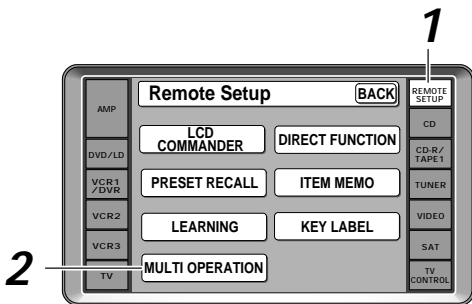 1
Remote Setup
BACK
REMOTE
SETUP
AMP
CD
LCD
COMMANDER
DIRECT FUNCTION
DVD/LD
CD-R/
TAPE1
VCR1
/DVR
PRESET RECALL
ITEM MEMO
TUNER
VCR2
LEARNING
KEY LABEL
VIDEO
VCR3
SAT
2
MULTI OPERATION
TV
TV
CONTROL